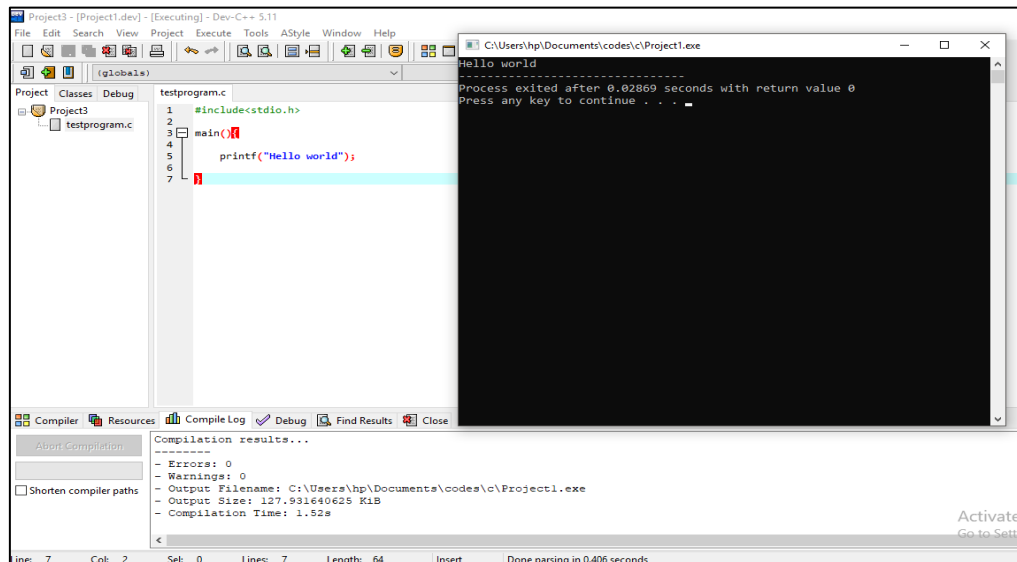 Project3 - [Project1.dev] - [Executing] - Dev-C++ 5.11
File Edit Search View Project Execute Tools AStyle Window Help
(globals)
Project Classes Debug
Project3
testprogram.c
testprogram.c
1 #include<stdio.h>
2
3 main(){
4
5 printf("Hello world");
6
7 }
C:\Users\hp\Documents\codes\c\Project1.exe
Hello world
--------------------------------
Process exited after 0.02869 seconds with return value 0
Press any key to continue . . .
Compiler Resources Compile Log Debug Find Results Close
Abort Compilation
Shorten compiler paths
Compilation results...
--------
- Errors: 0
- Warnings: 0
- Output Filename: C:\Users\hp\Documents\codes\c\Project1.exe
- Output Size: 127.931640625 KiB
- Compilation Time: 1.52s
Activate
Go to Sett
Line: 7 Col: 2 Sel: 0 Lines: 7 Length: 64 Insert Done parsing in 0.406 seconds